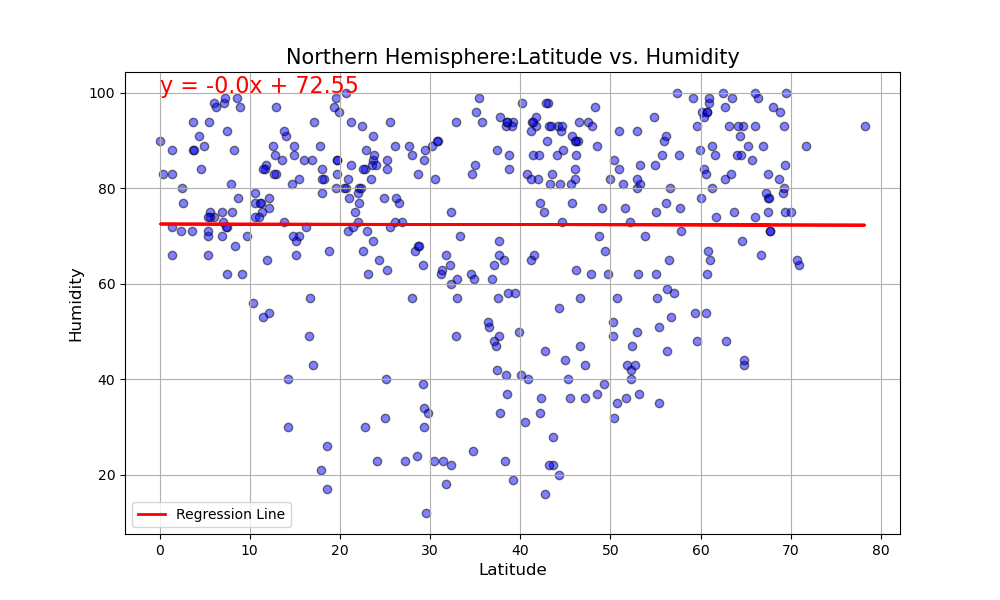 Northern Hemisphere:Latitude vs. Humidity
y = -0.0x + 72.55
100
80
60
40
20
Humidity
Regression Line
0 10 20 30 40 50 60 70 80
Latitude